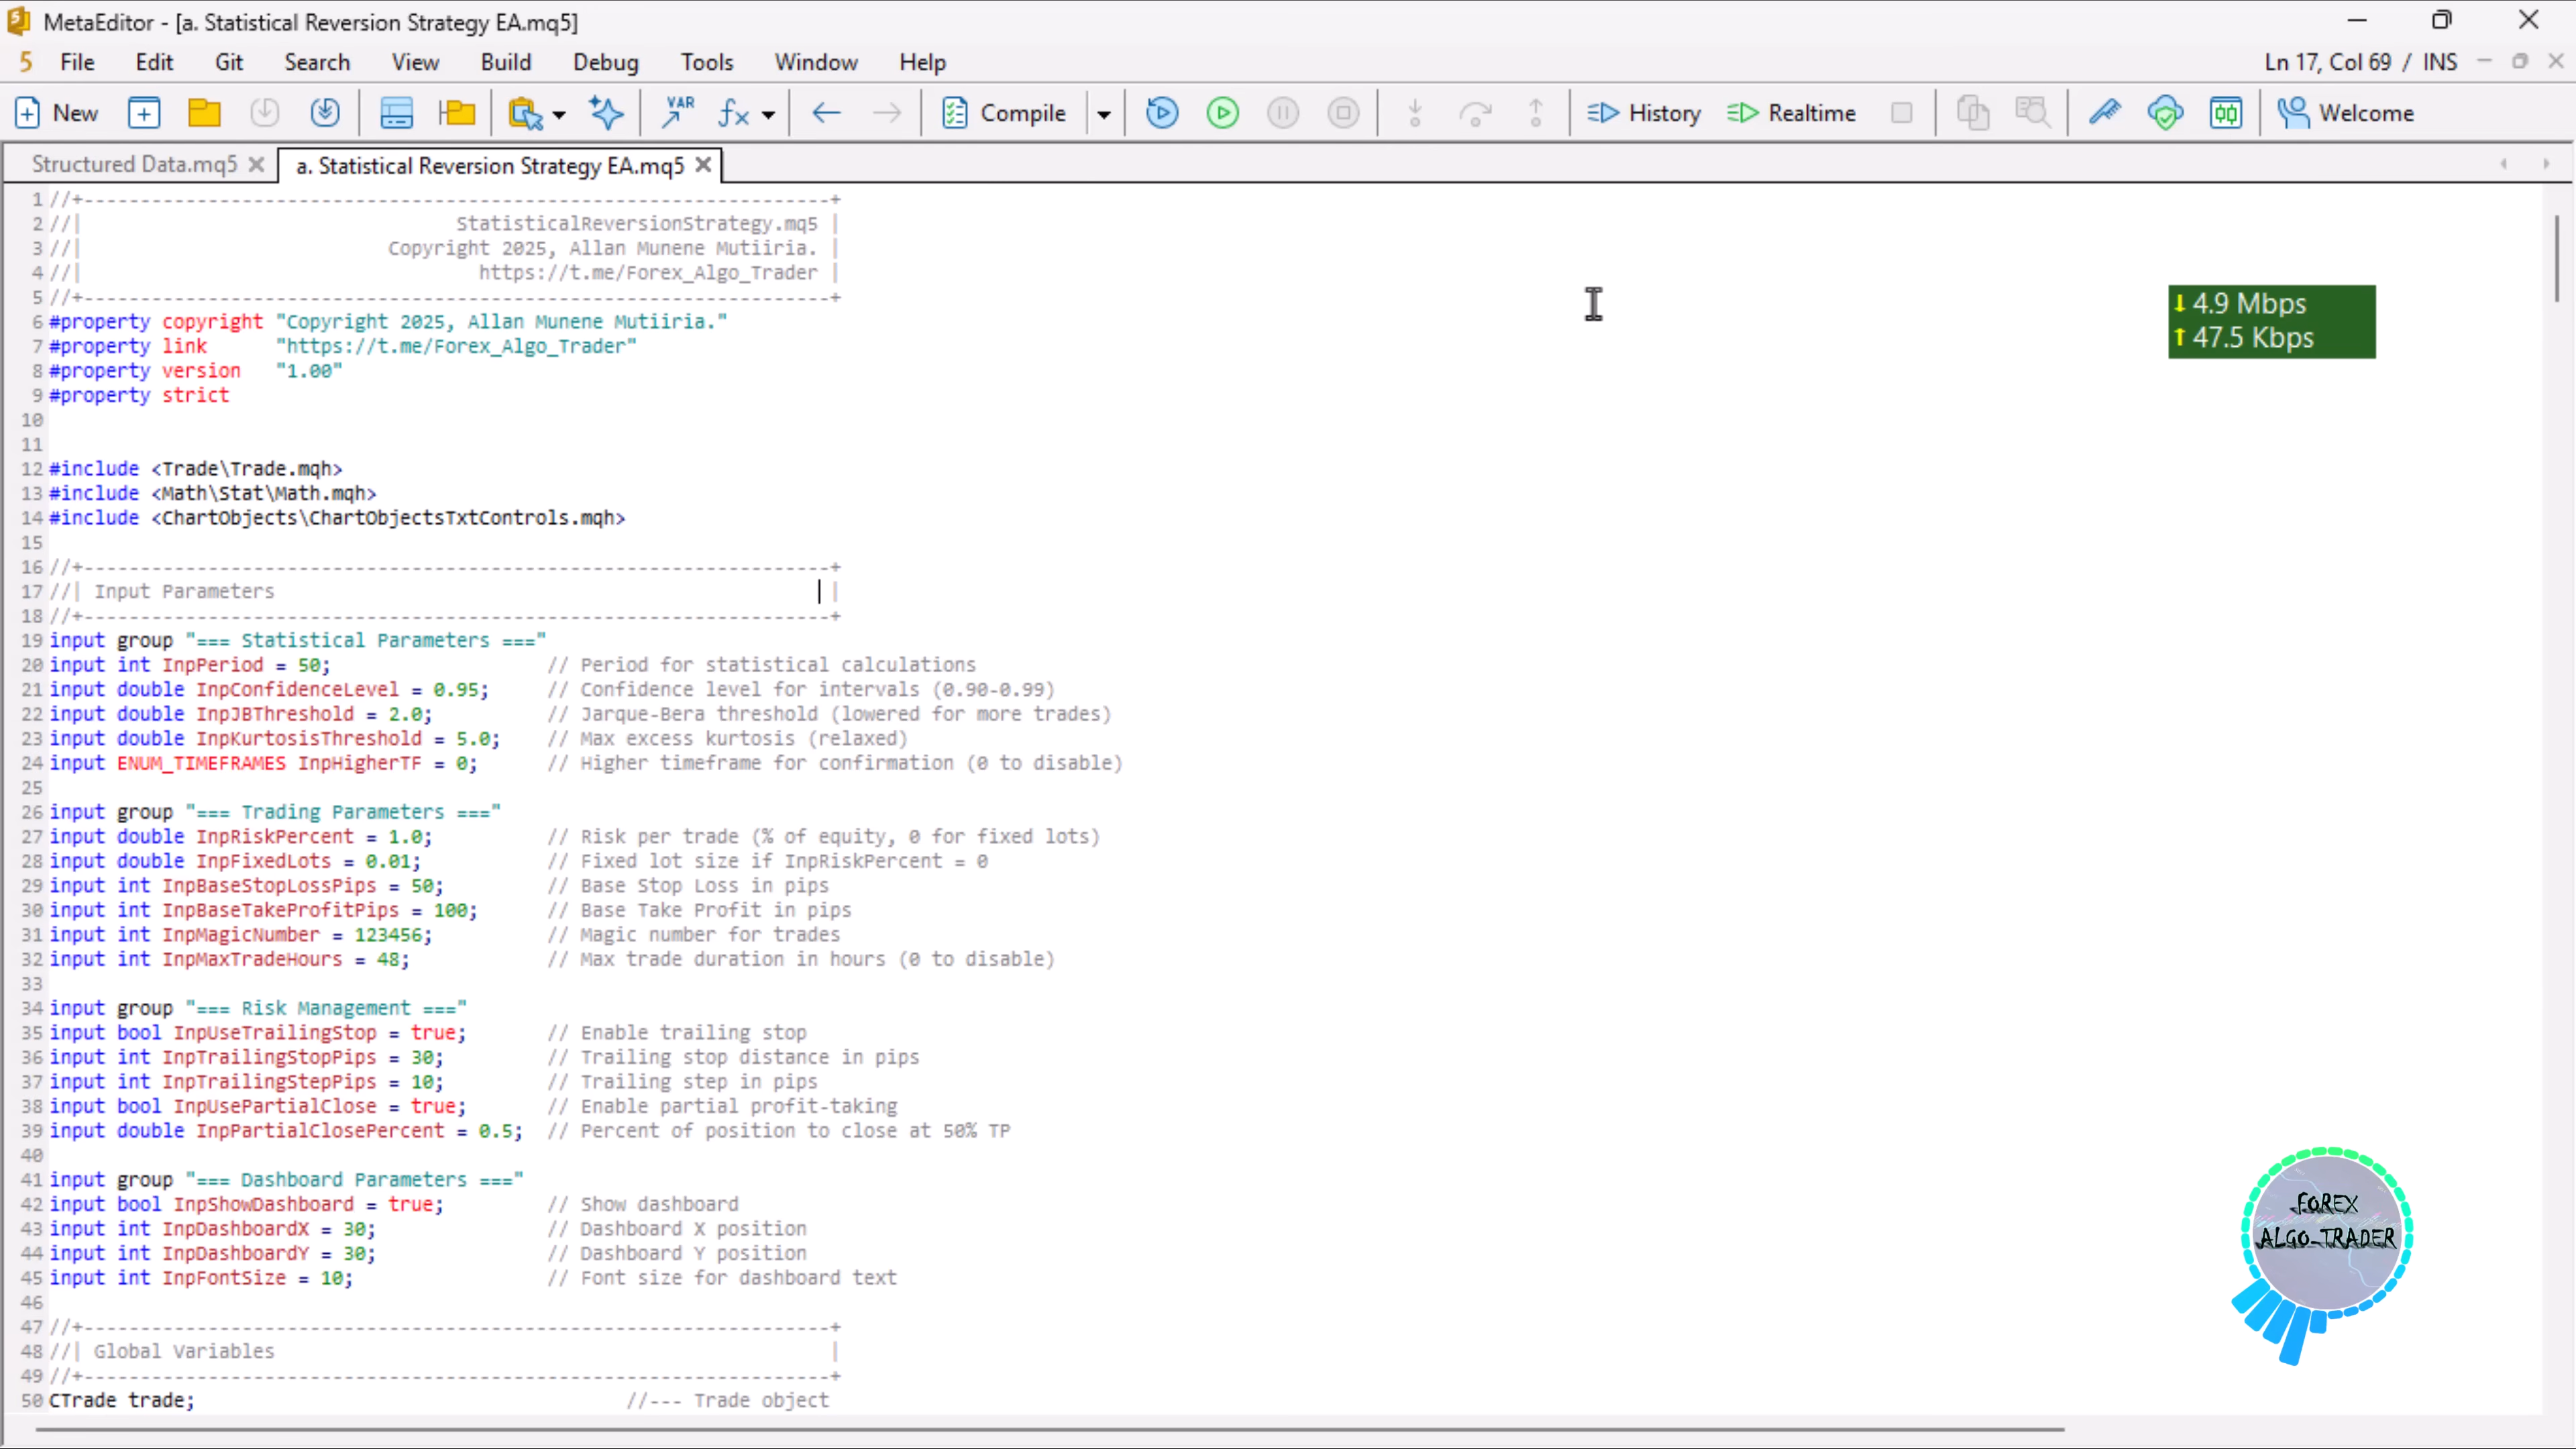 MetaEditor - [a. Statistical Reversion Strategy EA.mq5]
5 File Edit Git Search View Build Debug Tools Window Help Ln 17, Col 69 / INS
New VAR fx Compile History Realtime Welcome
Structured Data.mq5 a. Statistical Reversion Strategy EA.mq5
1 //+------------------------------------------------------------------+
2 //| StatisticalReversionStrategy.mq5 |
3 //| Copyright 2025, Allan Munene Mutiiria. |
4 //| https://t.me/Forex_Algo_Trader |
5 //+------------------------------------------------------------------+
6 #property copyright "Copyright 2025, Allan Munene Mutiiria."
7 #property link "https://t.me/Forex_Algo_Trader"
8 #property version "1.00"
9 #property strict
10
11
12 #include <Trade\Trade.mqh>
13 #include <Math\Stat\Math.mqh>
14 #include <ChartObjects\ChartObjectsTxtControls.mqh>
15
16 //+------------------------------------------------------------------+
17 //| Input Parameters |
18 //+------------------------------------------------------------------+
19 input group "=== Statistical Parameters ==="
20 input int InpPeriod = 50; // Period for statistical calculations
21 input double InpConfidenceLevel = 0.95; // Confidence level for intervals (0.90-0.99)
22 input double InpJBThreshold = 2.0; // Jarque-Bera threshold (lowered for more trades)
23 input double InpKurtosisThreshold = 5.0; // Max excess kurtosis (relaxed)
24 input ENUM_TIMEFRAMES InpHigherTF = 0; // Higher timeframe for confirmation (0 to disable)
25
26 input group "=== Trading Parameters ==="
27 input double InpRiskPercent = 1.0; // Risk per trade (% of equity, 0 for fixed lots)
28 input double InpFixedLots = 0.01; // Fixed lot size if InpRiskPercent = 0
29 input int InpBaseStopLossPips = 50; // Base Stop Loss in pips
30 input int InpBaseTakeProfitPips = 100; // Base Take Profit in pips
31 input int InpMagicNumber = 123456; // Magic number for trades
32 input int InpMaxTradeHours = 48; // Max trade duration in hours (0 to disable)
33
34 input group "=== Risk Management ==="
35 input bool InpUseTrailingStop = true; // Enable trailing stop
36 input int InpTrailingStopPips = 30; // Trailing stop distance in pips
37 input int InpTrailingStepPips = 10; // Trailing step in pips
38 input bool InpUsePartialClose = true; // Enable partial profit-taking
39 input double InpPartialClosePercent = 0.5; // Percent of position to close at 50% TP
40
41 input group "=== Dashboard Parameters ==="
42 input bool InpShowDashboard = true; // Show dashboard
43 input int InpDashboardX = 30; // Dashboard X position
44 input int InpDashboardY = 30; // Dashboard Y position
45 input int InpFontSize = 10; // Font size for dashboard text
46
47 //+------------------------------------------------------------------+
48 //| Global Variables |
49 //+------------------------------------------------------------------+
50 CTrade trade; //--- Trade object
↓ 4.9 Mbps
↑ 47.5 Kbps
FOREX
ALGO-TRADER